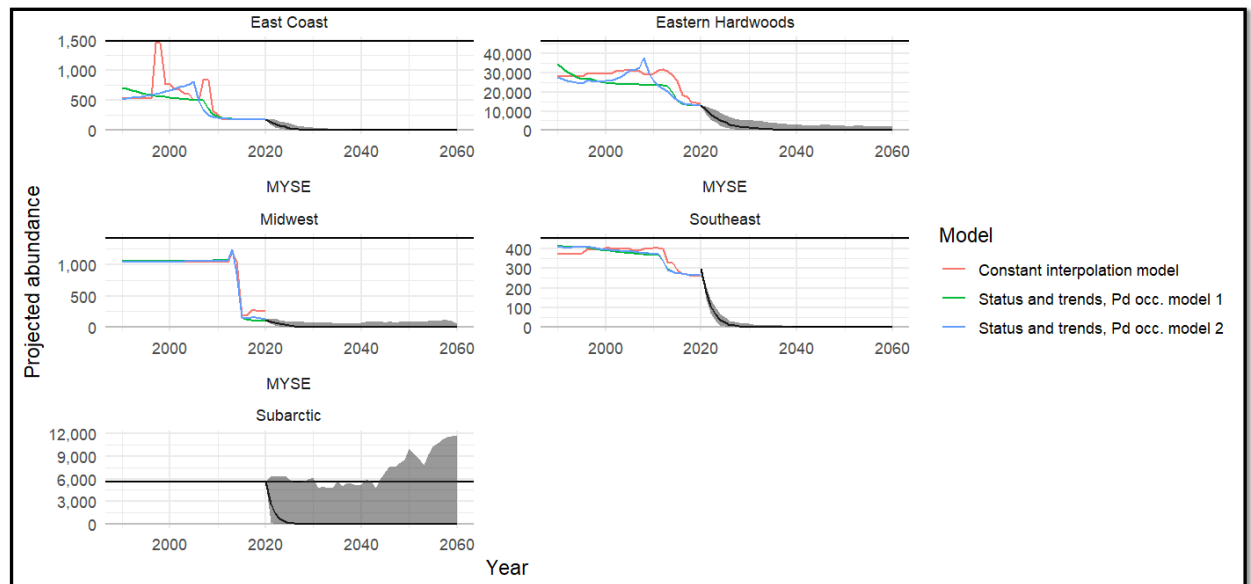 East Coast
Eastern Hardwoods
1,500
1,000
500
0
40,000
30,000
20,000
10,000
0
2000 2020 2040 2060
2000 2020 2040 2060
MYSE
MYSE
Midwest
Southeast
1,000
500
0
400
300
200
100
0
2000 2020 2040 2060
2000 2020 2040 2060
MYSE
Subarctic
12,000
9,000
6,000
3,000
0
2000 2020 2040 2060
Projected abundance
Year
Model
Constant interpolation model
Status and trends, Pd occ. model 1
Status and trends, Pd occ. model 2